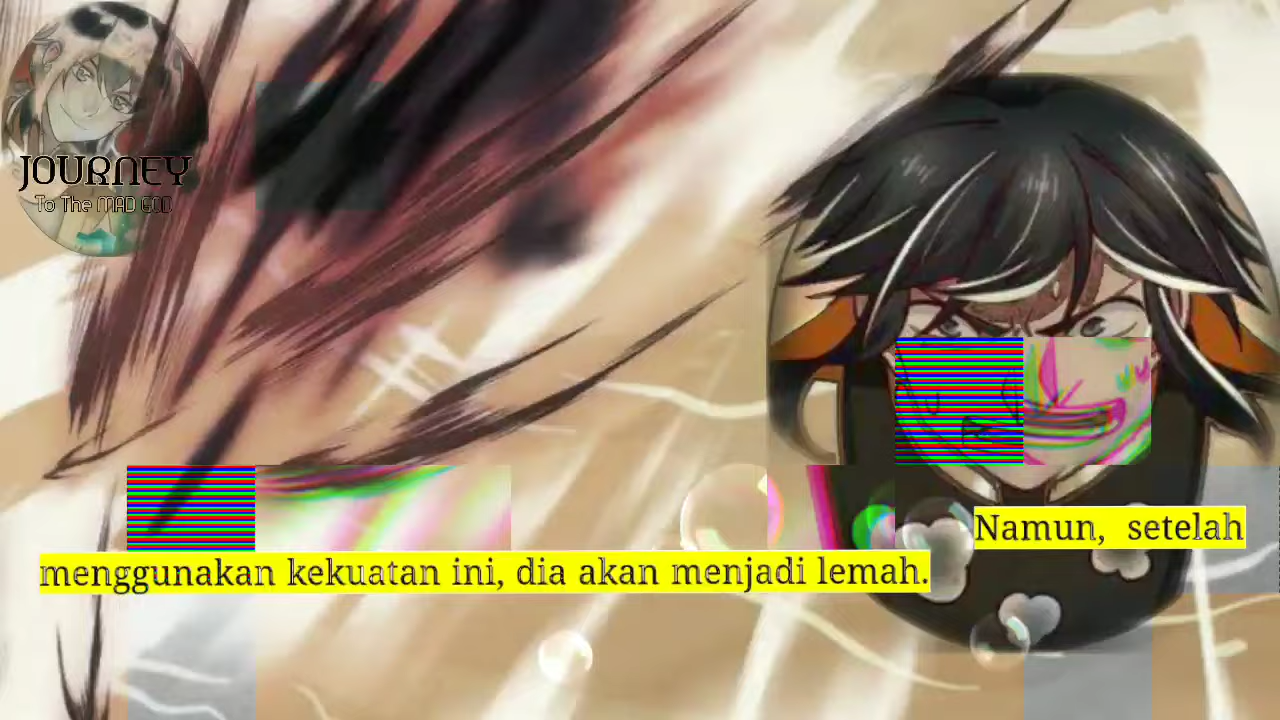 JOURNEY
To The MAD GOD
Namun, setelah
menggunakan kekuatan ini, dia akan menjadi lemah.